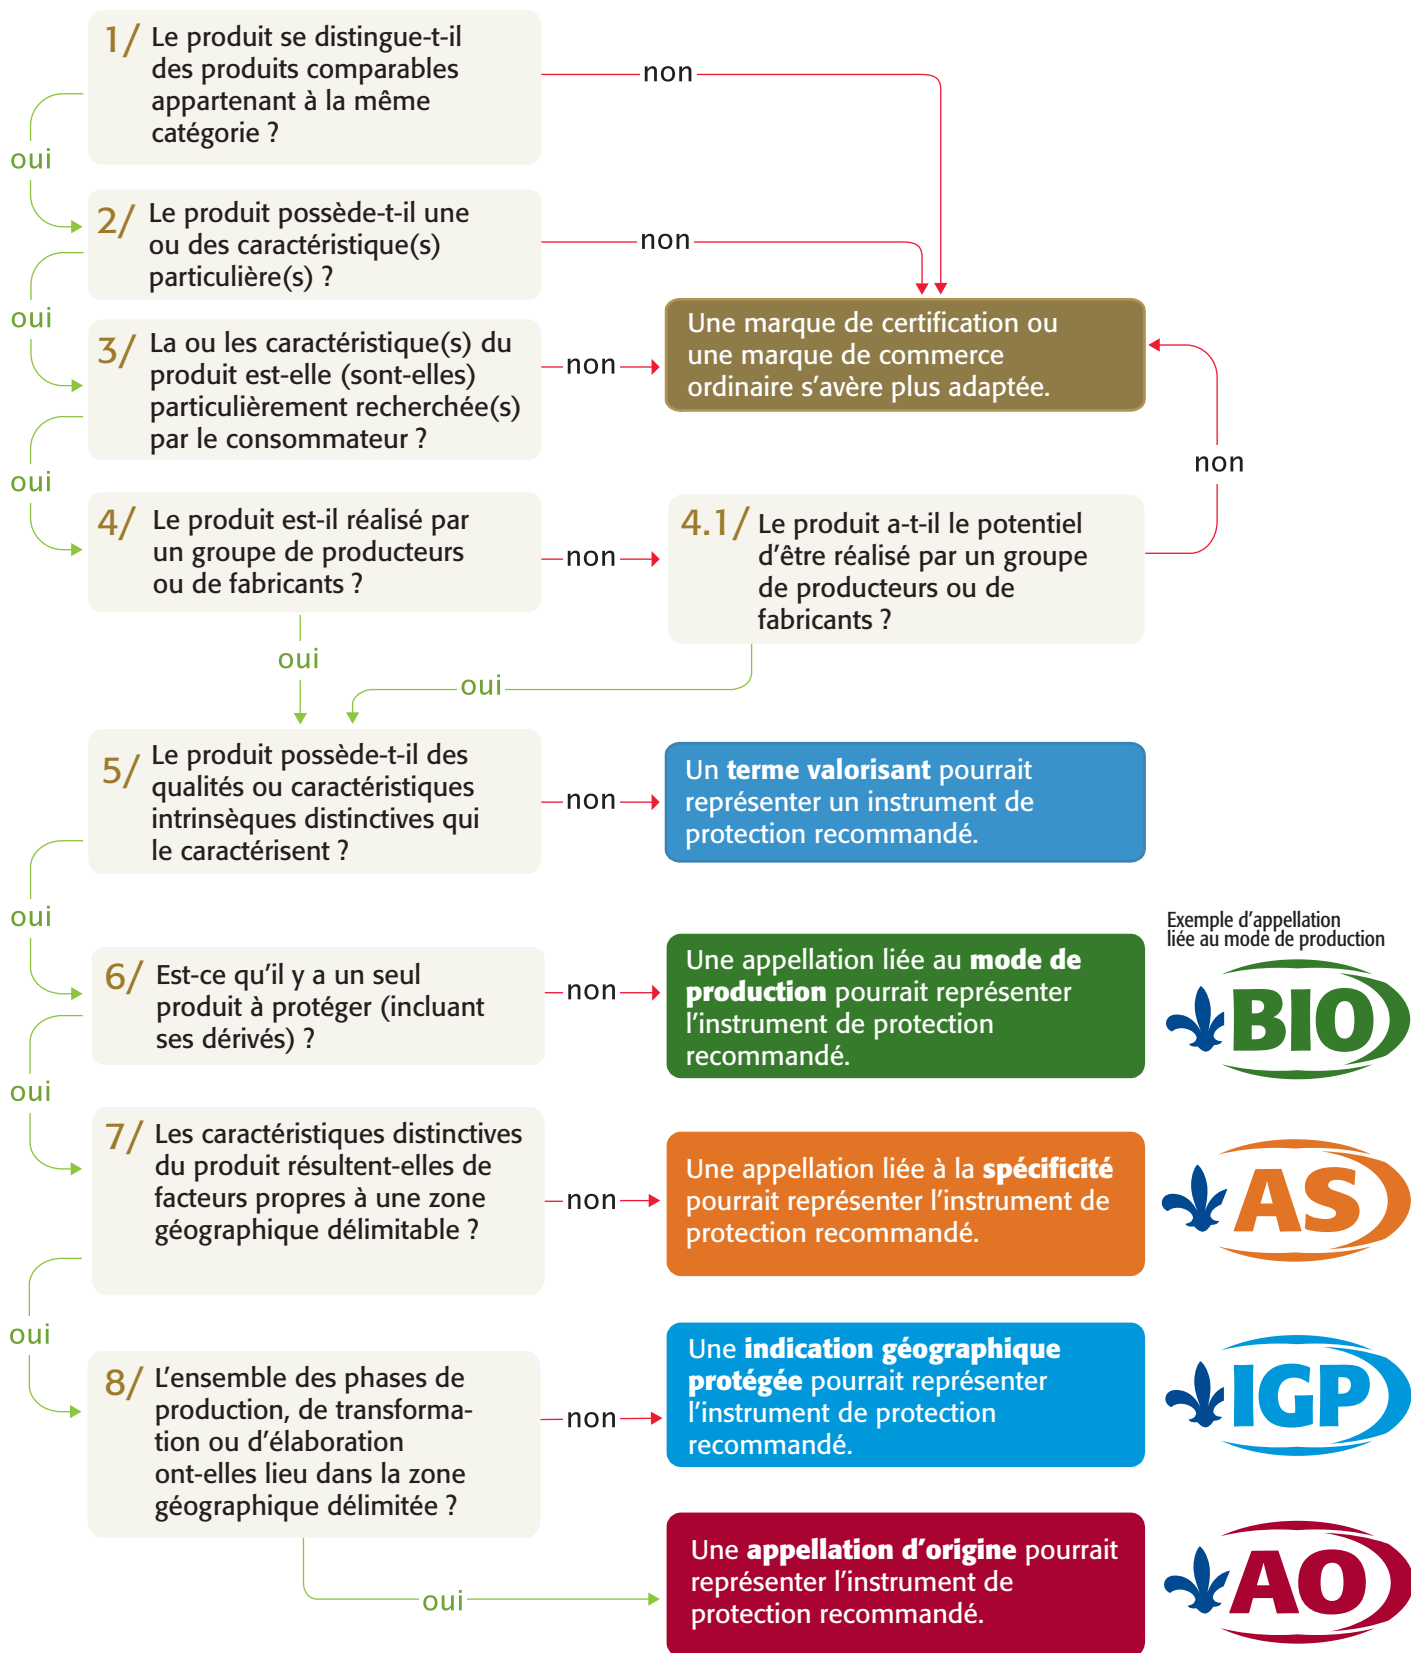 1/ Le produit se distingue-t-il
des produits comparables
appartenant à la même
catégorie ?
non
oui
2/ Le produit possède-t-il une
ou des caractéristique(s)
particulière(s) ?
non
oui
Une marque de certification ou
une marque de commerce
ordinaire s'avère plus adaptée.
3/ La ou les caractéristique(s) du
produit est-elle (sont-elles)
particulièrement recherchée(s)
par le consommateur ?
non
non
oui
4/ Le produit est-il réalisé par
un groupe de producteurs
ou de fabricants ?
non
4.1/ Le produit a-t-il le potentiel
d'être réalisé par un groupe
de producteurs ou de
fabricants ?
oui
oui
5/ Le produit possède-t-il des
qualités ou caractéristiques
intrinsèques distinctives qui
le caractérisent ?
non
Un terme valorisant pourrait
représenter un instrument de
protection recommandé.
oui
6/ Est-ce qu'il y a un seul
produit à protéger (incluant
ses dérivés) ?
non
Une appellation liée au mode de
production pourrait représenter
l'instrument de protection
recommandé.
Exemple d'appellation
liée au mode de production
BIO
oui
7/ Les caractéristiques distinctives
du produit résultent-elles de
facteurs propres à une zone
géographique délimitable ?
non
Une appellation liée à la spécificité
pourrait représenter l'instrument de
protection recommandé.
AS
oui
8/ L'ensemble des phases de
production, de transforma-
tion ou d'élaboration
ont-elles lieu dans la zone
géographique délimitée ?
non
Une indication géographique
protégée pourrait représenter
l'instrument de protection
recommandé.
IGP
oui
Une appellation d'origine pourrait
représenter l'instrument de
protection recommandé.
AO